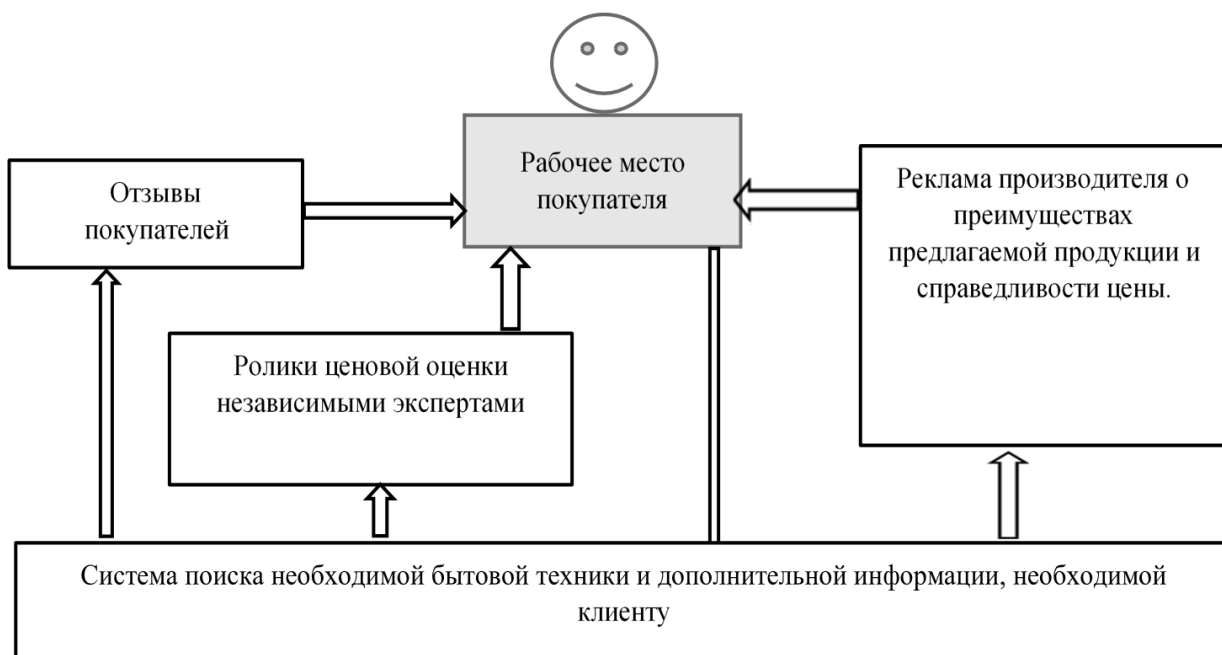 Рабочее место
покупателя
Отзывы
покупателей
Реклама производителя о
преимуществах
предлагаемой продукции и
справедливости цены.
Ролики ценовой оценки
независимыми экспертами
Система поиска необходимой бытовой техники и дополнительной информации, необходимой
клиенту